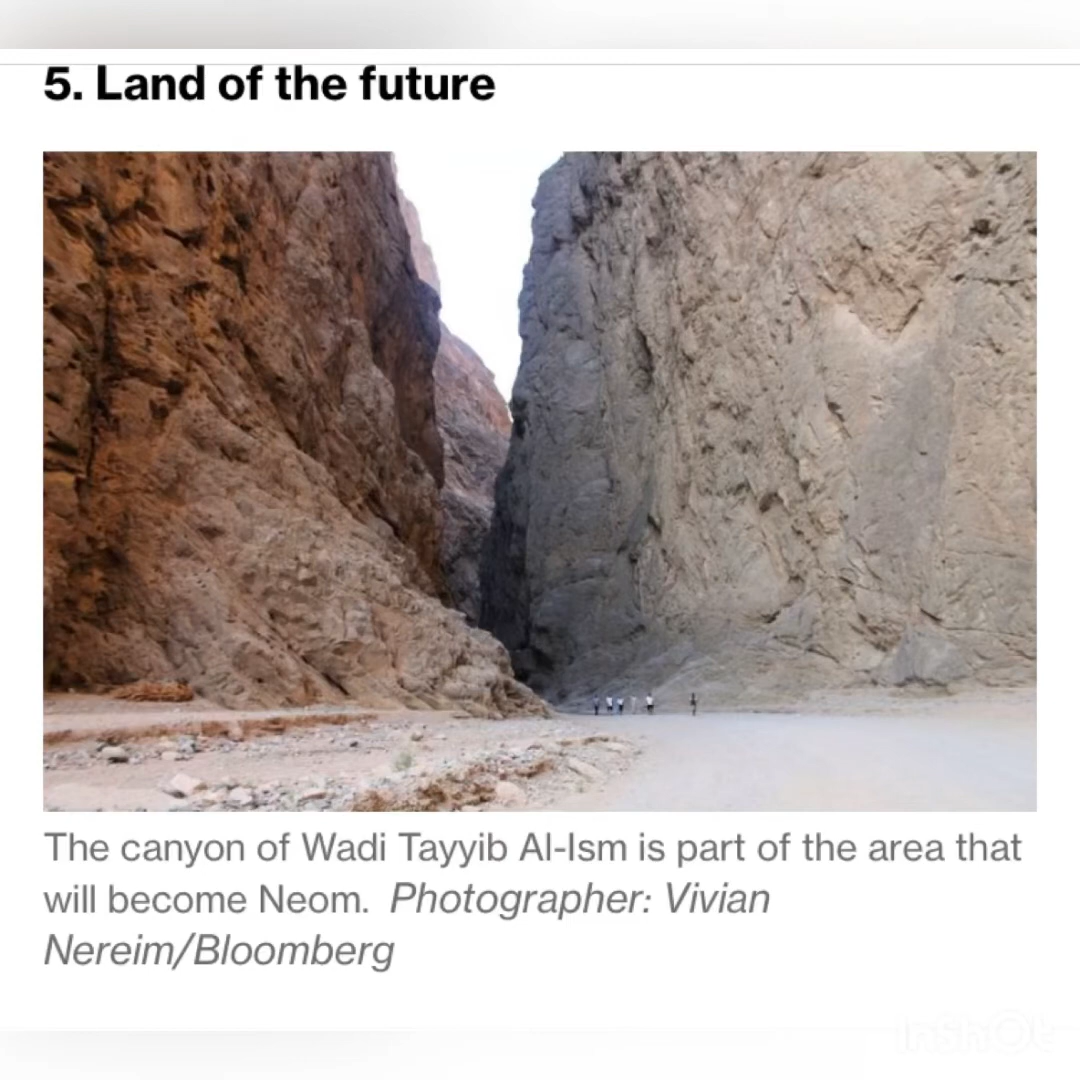 5. Land of the future
The canyon of Wadi Tayyib Al-Ism is part of the area that
will become Neom.  Photographer: Vivian
Nereim/Bloomberg
InShOt